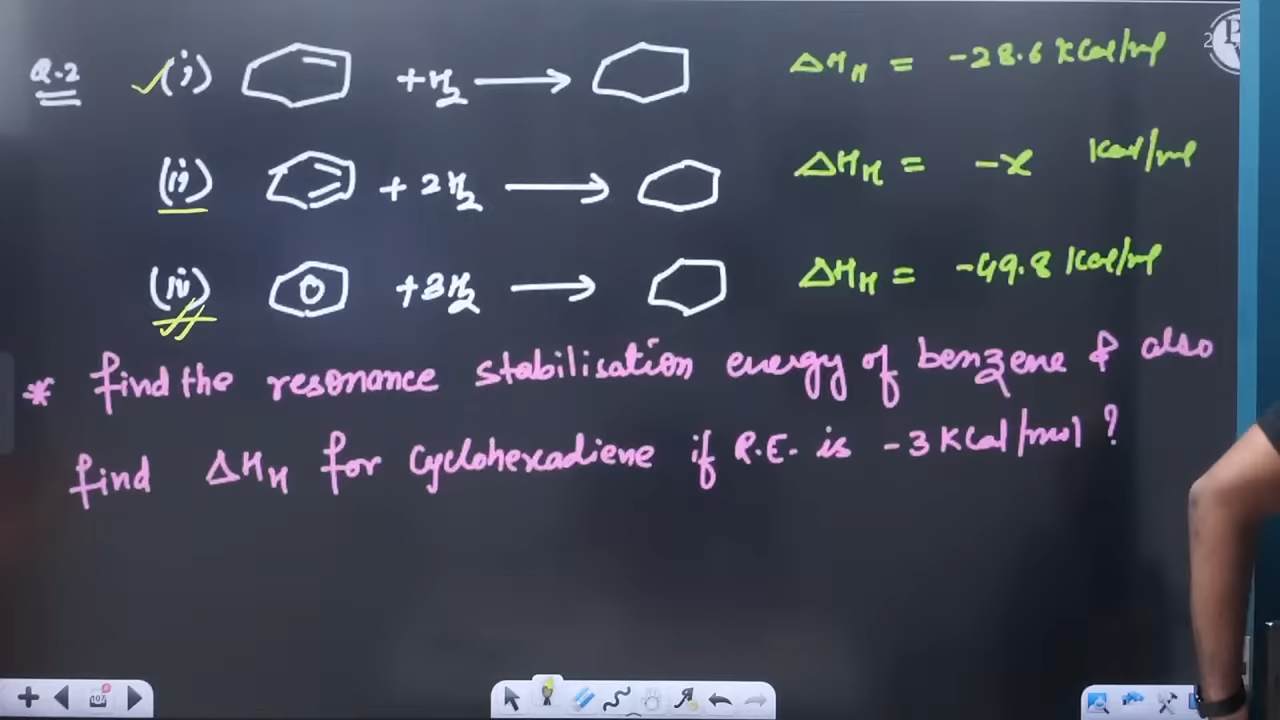 Q.2 (i) + H2 → ΔHH = -28.6 KCal/mol
(ii) + 2H2 → ΔHH = -x Kcal/mol
(iii) + 3H2 → ΔHH = -49.8 KCal/mol
* find the resonance stabilisation energy of benzene & also
find ΔHH for cyclohexadiene if R.E. is -3 KCal/mol ?
107